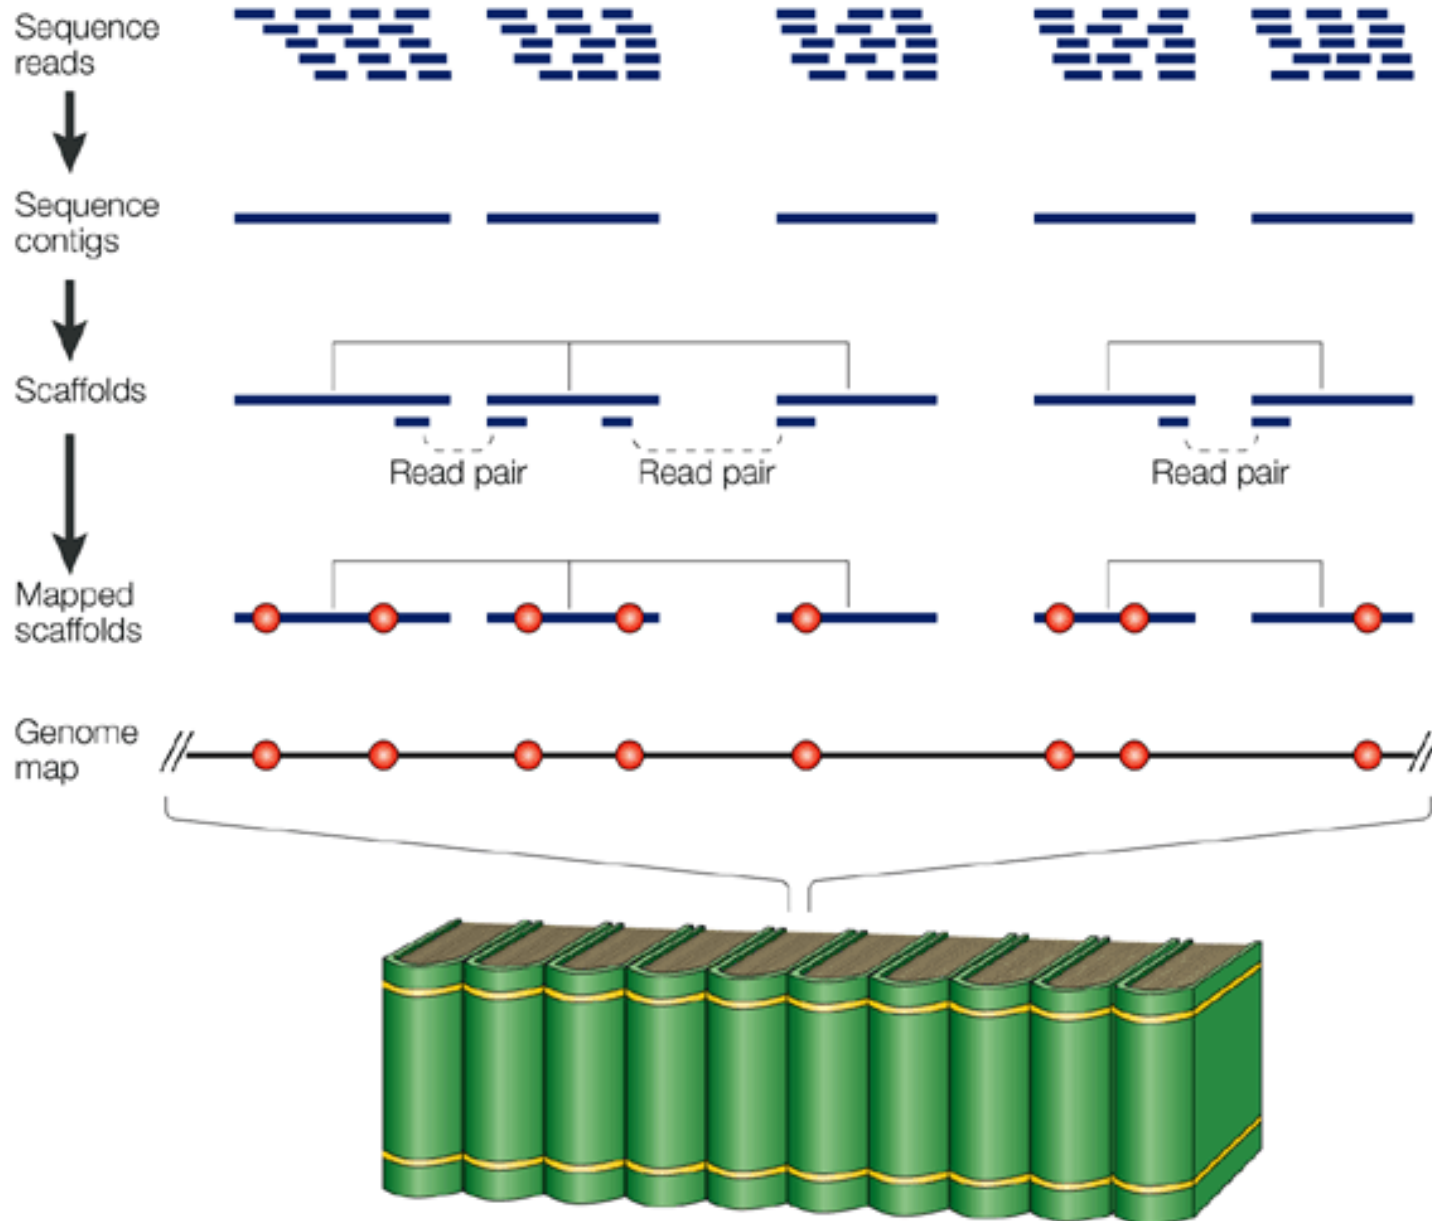 Sequence
reads
Sequence
contigs
Scaffolds
Read pair
Read pair
Read pair
Mapped
scaffolds
Genome
map